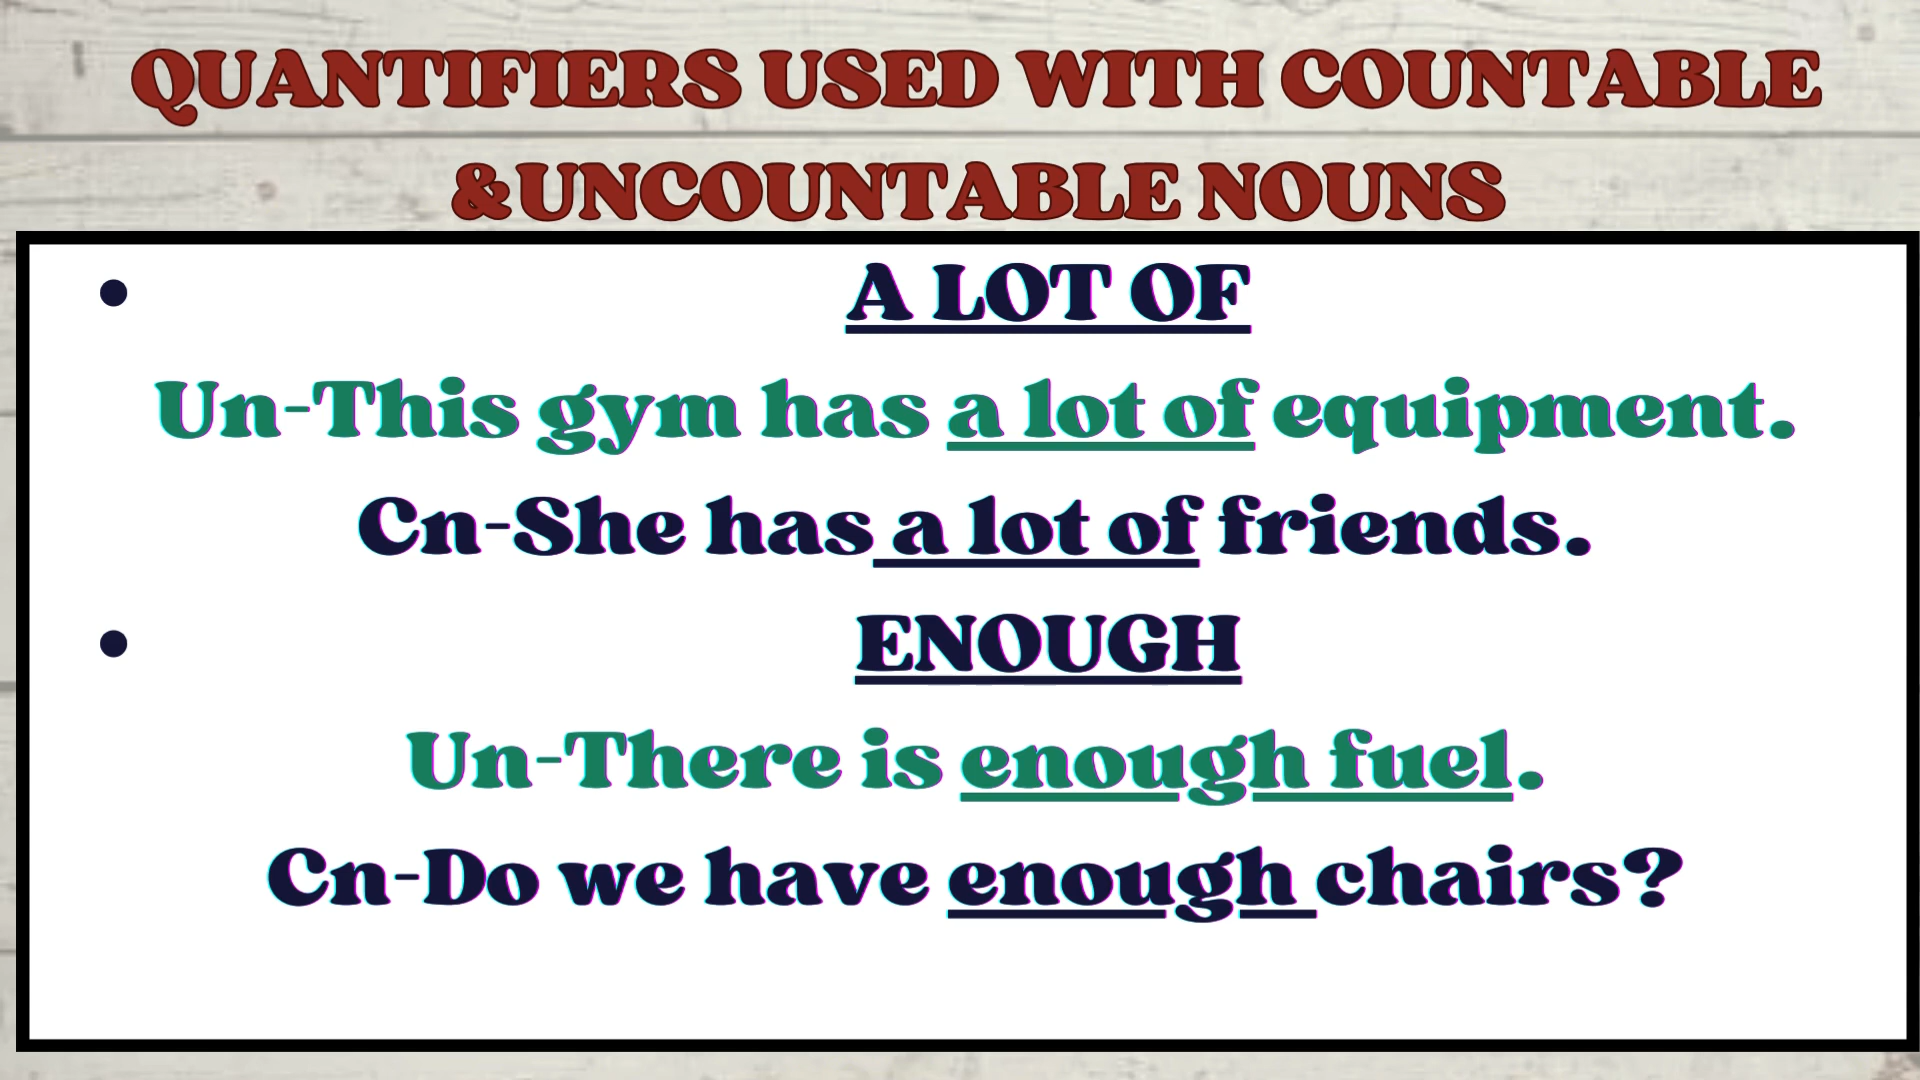 QUANTIFIERS USED WITH COUNTABLE
&UNCOUNTABLE NOUNS
• A LOT OF
Un-This gym has a lot of equipment.
Cn-She has a lot of friends.
• ENOUGH
Un-There is enough fuel.
Cn-Do we have enough chairs?